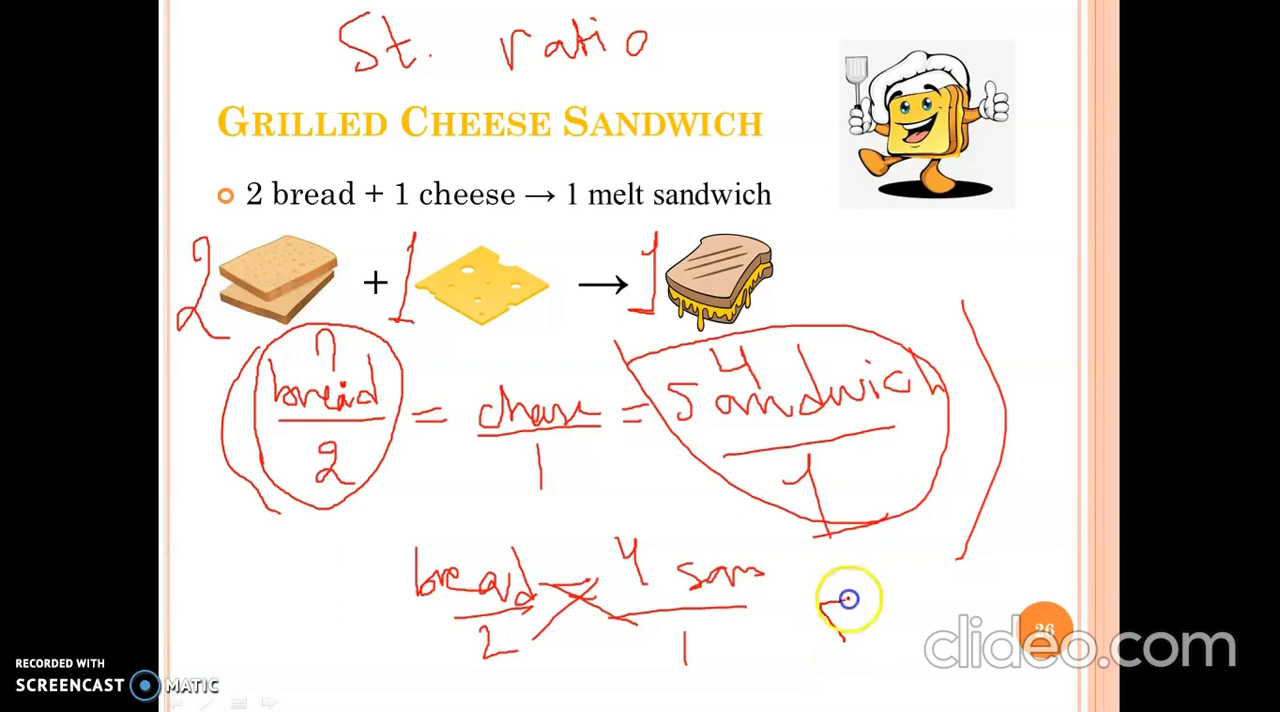 St. ratio
GRILLED CHEESE SANDWICH
2 bread + 1 cheese → 1 melt sandwich
2 + 1 → 1
? 4
bread = chese = sandwich
2 1 1
bread 4 san
2 1
26
clideo.com
RECORDED WITH
SCREENCAST MATIC